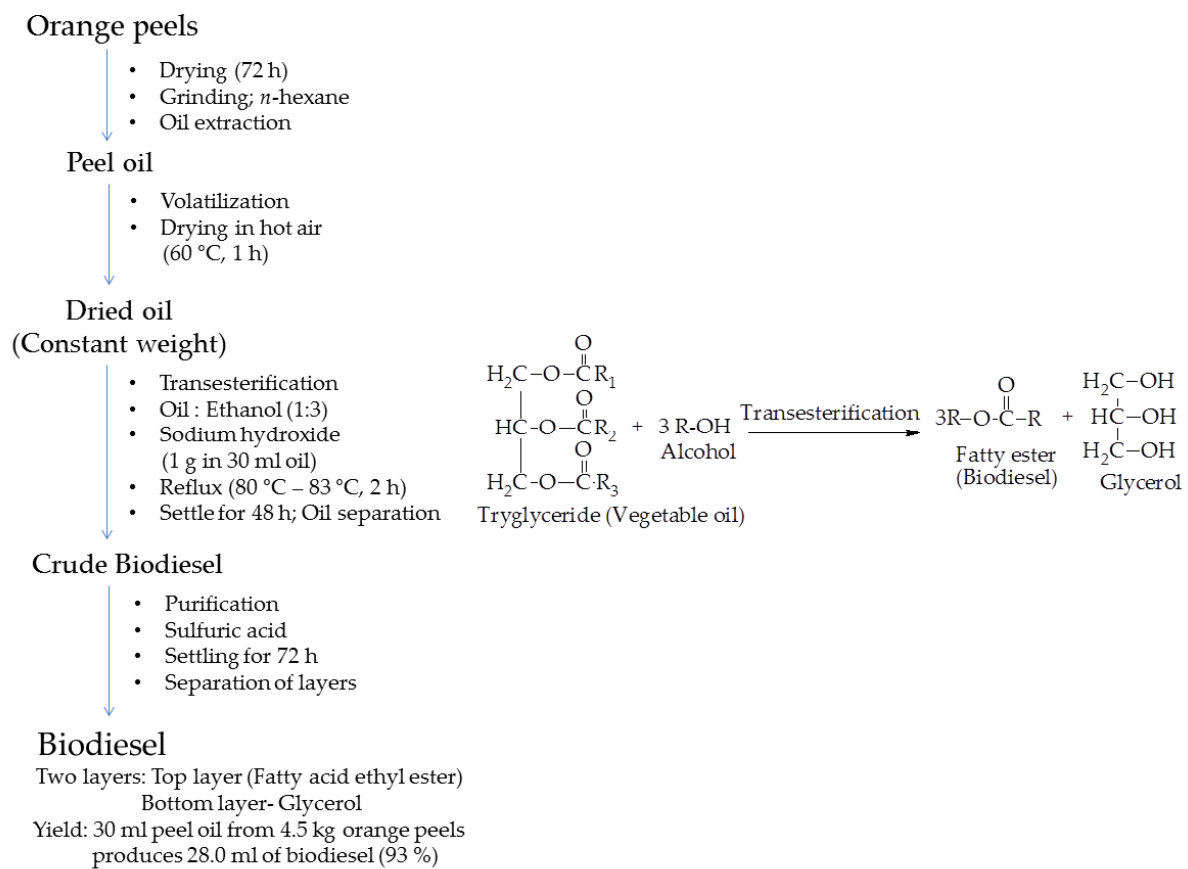 Orange peels
• Drying (72 h)
• Grinding; n-hexane
• Oil extraction
Peel oil
• Volatilization
• Drying in hot air
(60 °C, 1 h)
Dried oil
(Constant weight)
• Transesterification
• Oil : Ethanol (1:3)
• Sodium hydroxide
(1 g in 30 ml oil)
• Reflux (80 °C – 83 °C, 2 h)
• Settle for 48 h; Oil separation
O
H₂C–O–CR₁
O
HC-O–CR₂ + 3 R-OH
Alcohol
O
H₂C-O–C·R₃
Tryglyceride (Vegetable oil)
Transesterification
O
3R–O-C–R +
Fatty ester
(Biodiesel)
H₂C–OH
HC–OH
H₂C–OH
Glycerol
Crude Biodiesel
• Purification
• Sulfuric acid
• Settling for 72 h
• Separation of layers
Biodiesel
Two layers: Top layer (Fatty acid ethyl ester)
Bottom layer- Glycerol
Yield: 30 ml peel oil from 4.5 kg orange peels
produces 28.0 ml of biodiesel (93 %)